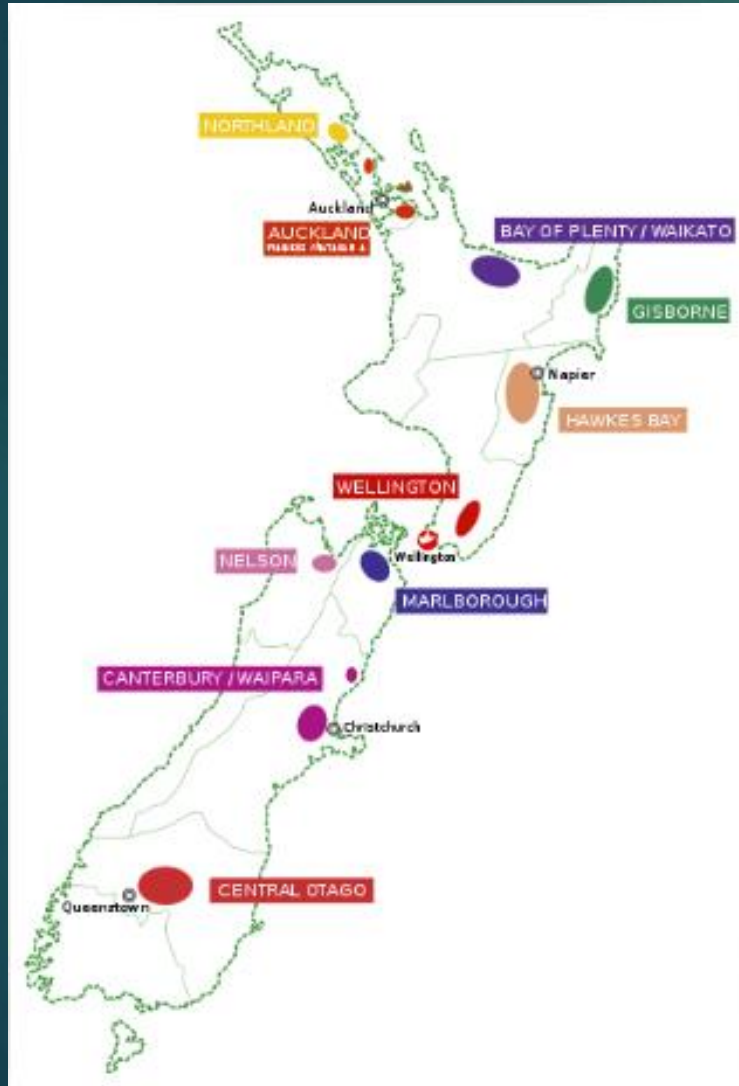 NORTHLAND
Auckland
AUCKLAND
BAY OF PLENTY / WAIKATO
GISBORNE
Napier
HAWKES BAY
WELLINGTON
Wellington
NELSON
MARLBOROUGH
CANTERBURY / WAIPARA
Christchurch
CENTRAL OTAGO
Queenstown